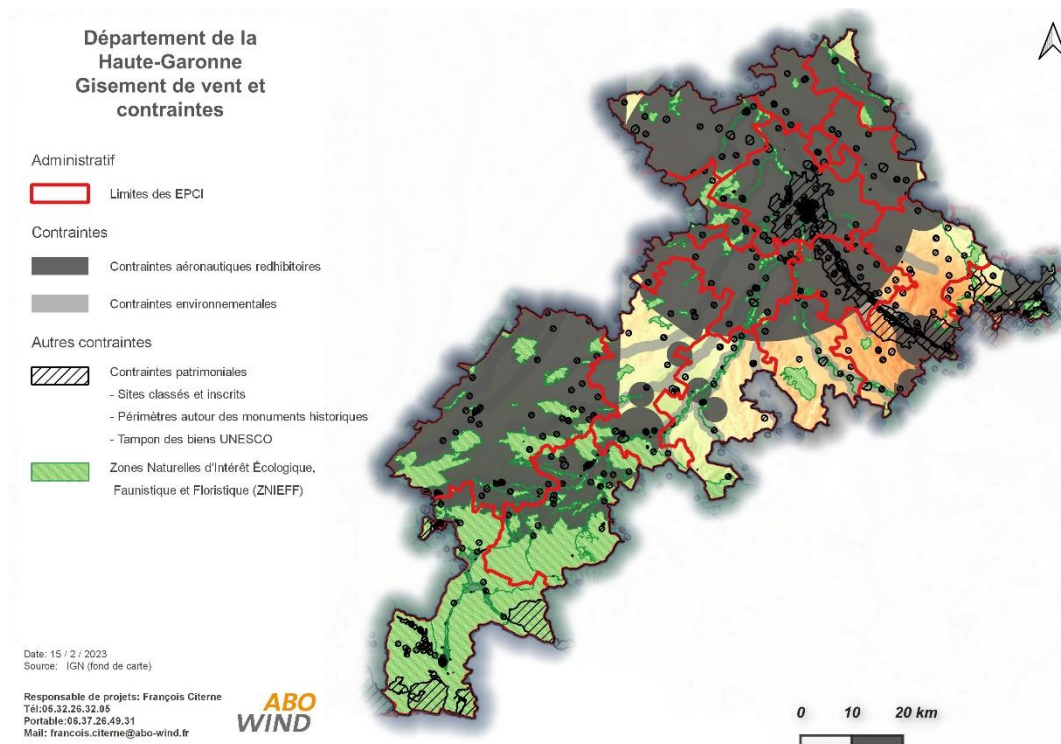 Département de la
Haute-Garonne
Gisement de vent et
contraintes
Administratif
Limites des EPCI
Contraintes
Contraintes aéronautiques redhibitoires
Contraintes environnementales
Autres contraintes
Contraintes patrimoniales
- Sites classés et inscrits
- Périmètres autour des monuments historiques
- Tampon des biens UNESCO
Zones Naturelles d'Intérêt Écologique,
Faunistique et Floristique (ZNIEFF)
Date: 15 / 2 / 2023
Source: IGN (fond de carte)
Responsable de projets: François Citerne
Tél:05.32.26.32.05
Portable:06.37.26.49.31
Mail: francois.citerne@abo-wind.fr
ABO
WIND
0 10 20 km